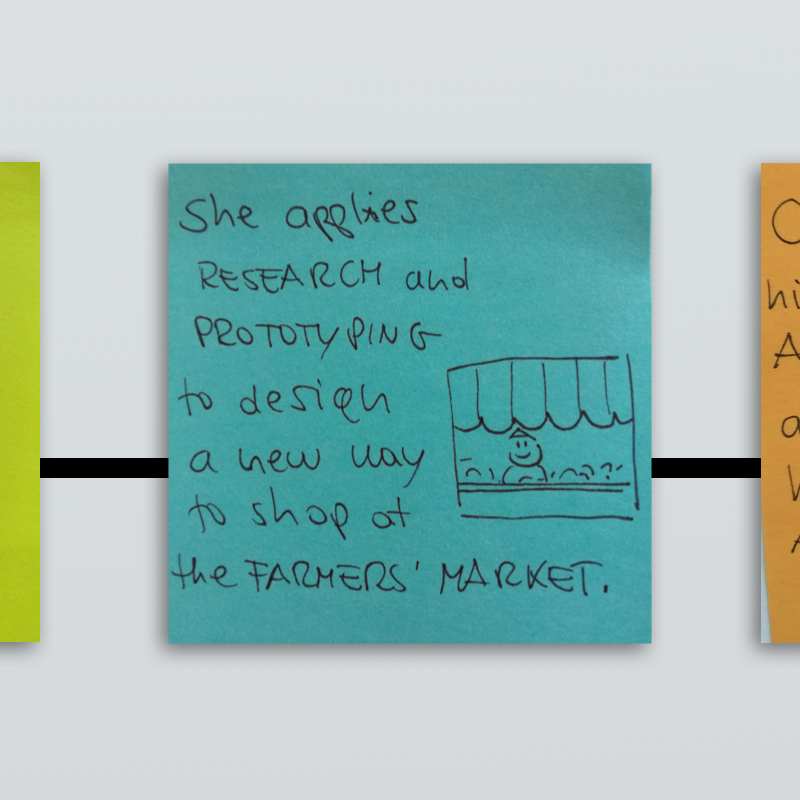 She applies
RESEARCH and
PROTOTYPING
to design
a new way
to shop at
the FARMERS' MARKET.
hi
A
a